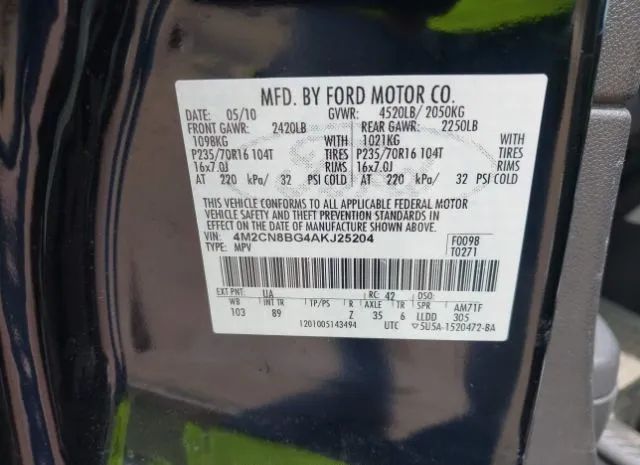 MFD. BY FORD MOTOR CO.
DATE: 05/10 GVWR: 4520LB/ 2050KG
FRONT GAWR: 2420LB REAR GAWR: 2250LB
1098KG WITH 1021KG WITH
P235/70R16 104T TIRES P235/70R16 104T TIRES
16x7.0J RIMS 16x7.0J RIMS
AT 220 kPa/ 32 PSI COLD AT 220 kPa/ 32 PSI COLD
THIS VEHICLE CONFORMS TO ALL APPLICABLE FEDERAL MOTOR
VEHICLE SAFETY AND THEFT PREVENTION STANDARDS IN
EFFECT ON THE DATE OF MANUFACTURE SHOWN ABOVE.
VIN: 4M2CN8BG4AKJ25204 F0098
TYPE: MPV T0271
EXT PNT: UA RC: 42 DSO:
WB INT TR TP/PS R AXLE TR SPR AM7TF
103 89 Z 35 6 LLDD 305
1201005143494 UTC 5U5A-1520472-BA